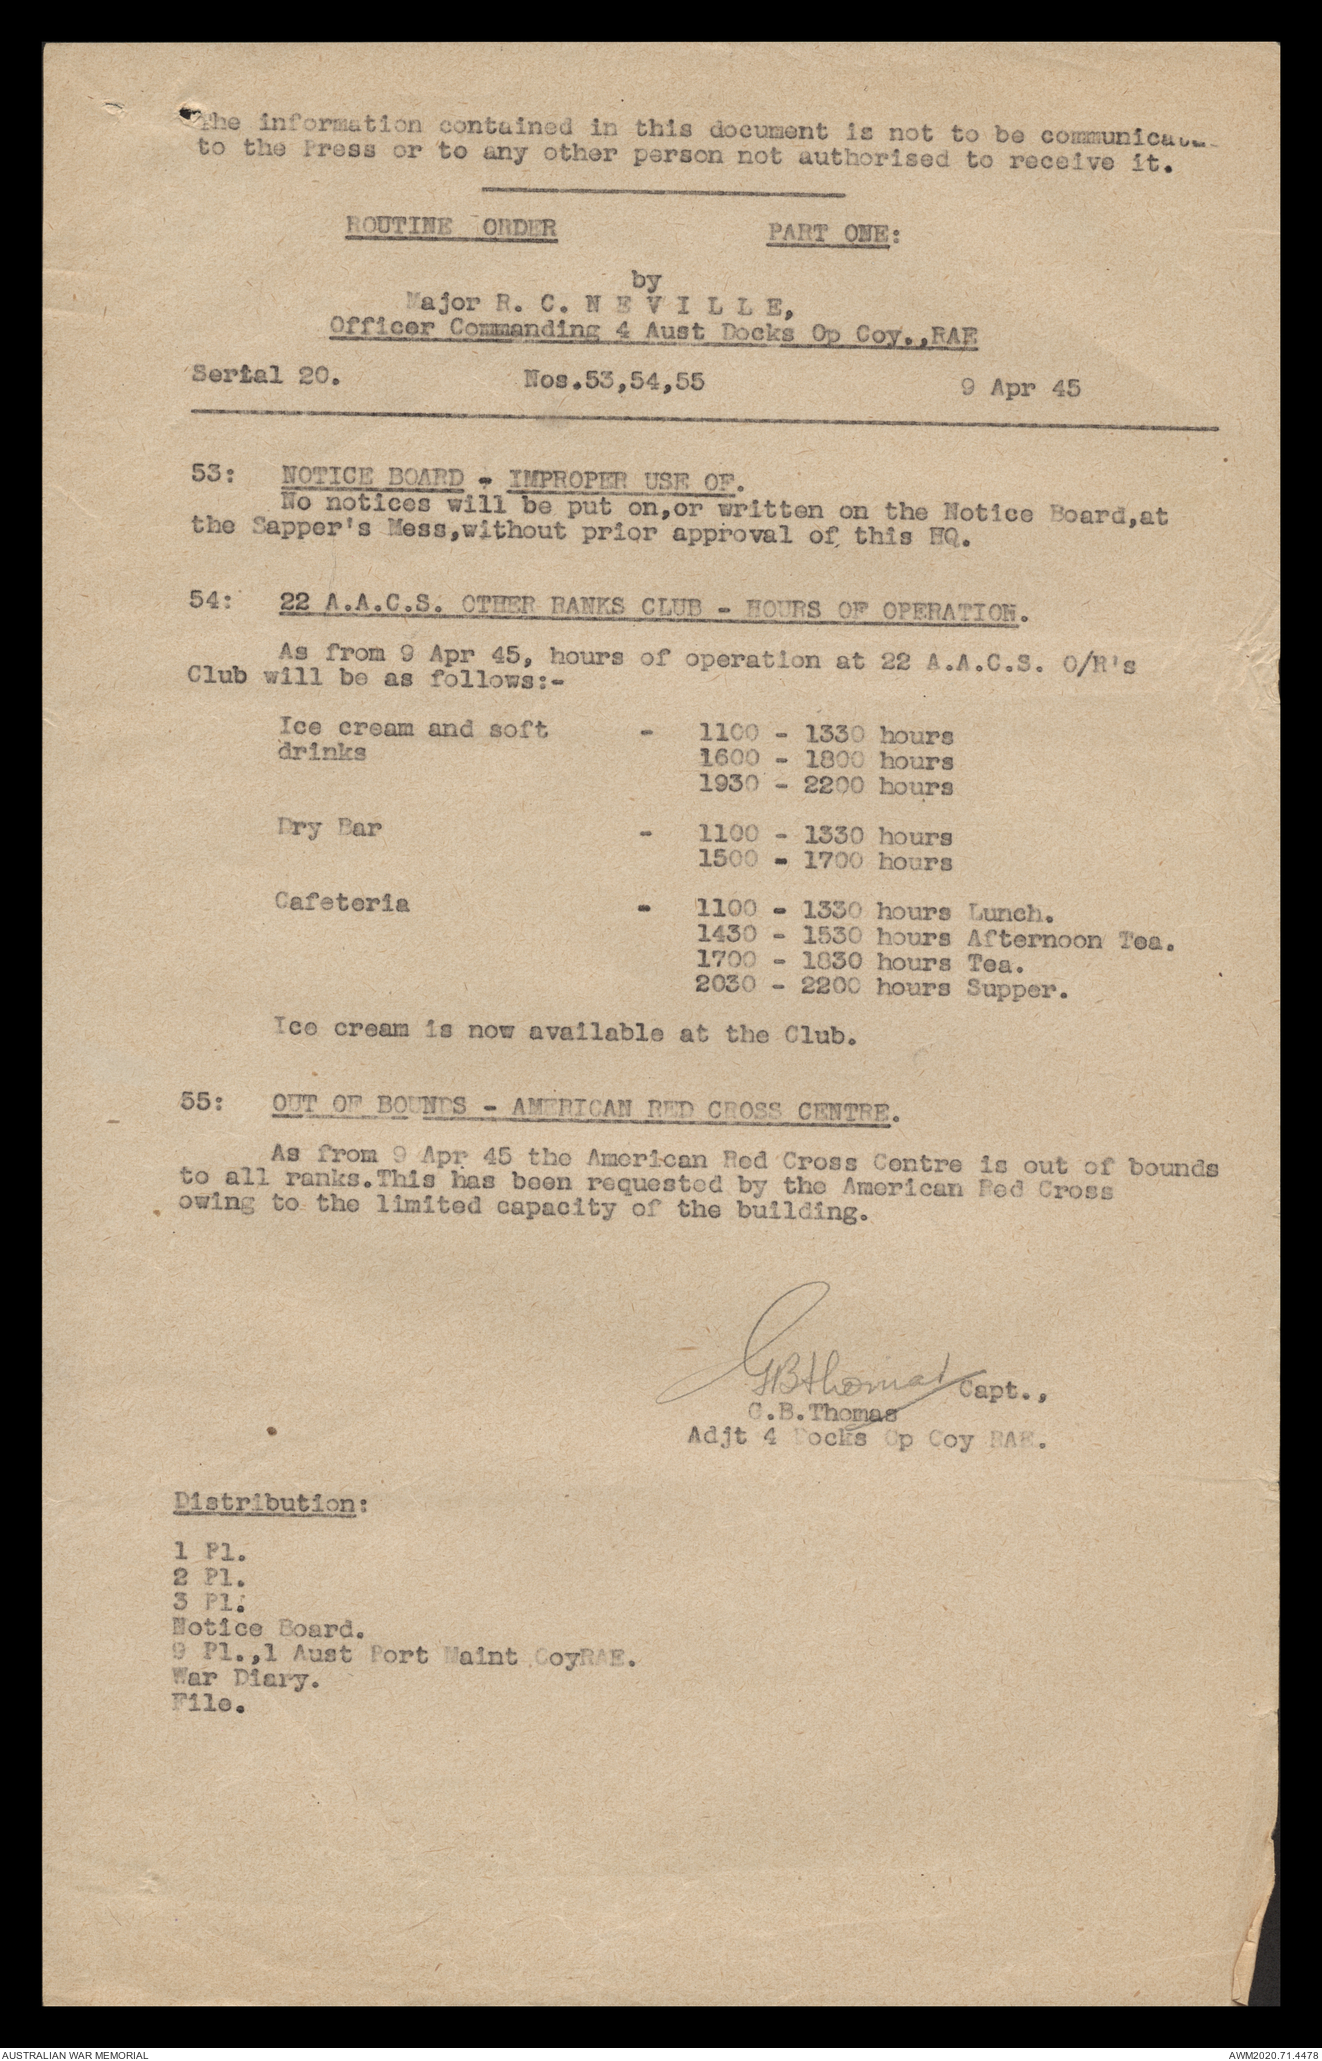 The information contained in this document is not to be communicated
to the Press or to any other person not authorised to receive it.
ROUTINE ORDER PART ONE:
by
Major R. C. N E V I L L E,
Officer Commanding 4 Aust Docks Op Coy.,RAE
Serial 20. Nos.53,54,55 9 Apr 45
53: NOTICE BOARD - IMPROPER USE OF.
No notices will be put on,or written on the Notice Board,at
the Sapper's Mess,without prior approval of this HQ.
54: 22 A.A.C.S. OTHER RANKS CLUB - HOURS OF OPERATION.
As from 9 Apr 45, hours of operation at 22 A.A.C.S. O/R's
Club will be as follows:-
Ice cream and soft - 1100 - 1330 hours
drinks 1600 - 1800 hours
1930 - 2200 hours
Dry Bar - 1100 - 1330 hours
1500 - 1700 hours
Cafeteria - 1100 - 1330 hours Lunch.
1430 - 1530 hours Afternoon Tea.
1700 - 1830 hours Tea.
2030 - 2200 hours Supper.
Ice cream is now available at the Club.
55: OUT OF BOUNDS - AMERICAN RED CROSS CENTRE.
As from 9 Apr 45 the American Red Cross Centre is out of bounds
to all ranks.This has been requested by the American Red Cross
owing to the limited capacity of the building.
GBThomas Capt.,
C.B.Thomas
Adjt 4 Docks Op Coy RAE.
Distribution:
1 Pl.
2 Pl.
3 Pl.
Notice Board.
9 Pl.,1 Aust Port Maint CoyRAE.
War Diary.
File.
AUSTRALIAN WAR MEMORIAL AWM2020.71.4478